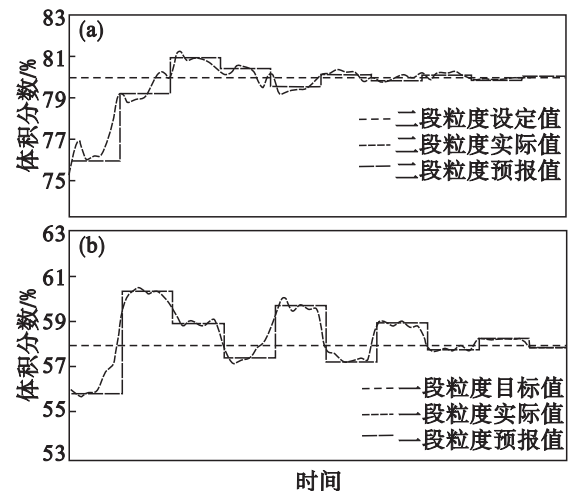 83
(a)
81
79
77
75
体积分数/%
二段粒度设定值
二段粒度实际值
二段粒度预报值
63
(b)
61
59
57
55
53
体积分数/%
一段粒度目标值
一段粒度实际值
一段粒度预报值
时间